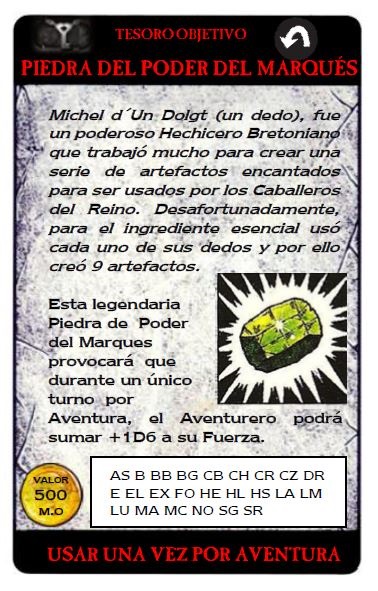 TESORO OBJETIVO
PIEDRA DEL PODER DEL MARQUÉS
Michel d´Un Doigt (un dedo), fue
un poderoso Hechicero Bretoniano
que trabajó mucho para crear una
serie de artefactos encantados
para ser usados por los Caballeros
del Reino. Desafortunadamente,
para el ingrediente esencial usó
cada uno de sus dedos y por ello
creó 9 artefactos.
Esta legendaria
Piedra de Poder
del Marques
provocará que
durante un único
turno por
Aventura, el Aventurero podrá
sumar +1D6 a su Fuerza.
VALOR
500
M.O
AS B BB BG CB CH CR CZ DR
E EL EX FO HE HL HS LA LM
LU MA MC NO SG SR
USAR UNA VEZ POR AVENTURA